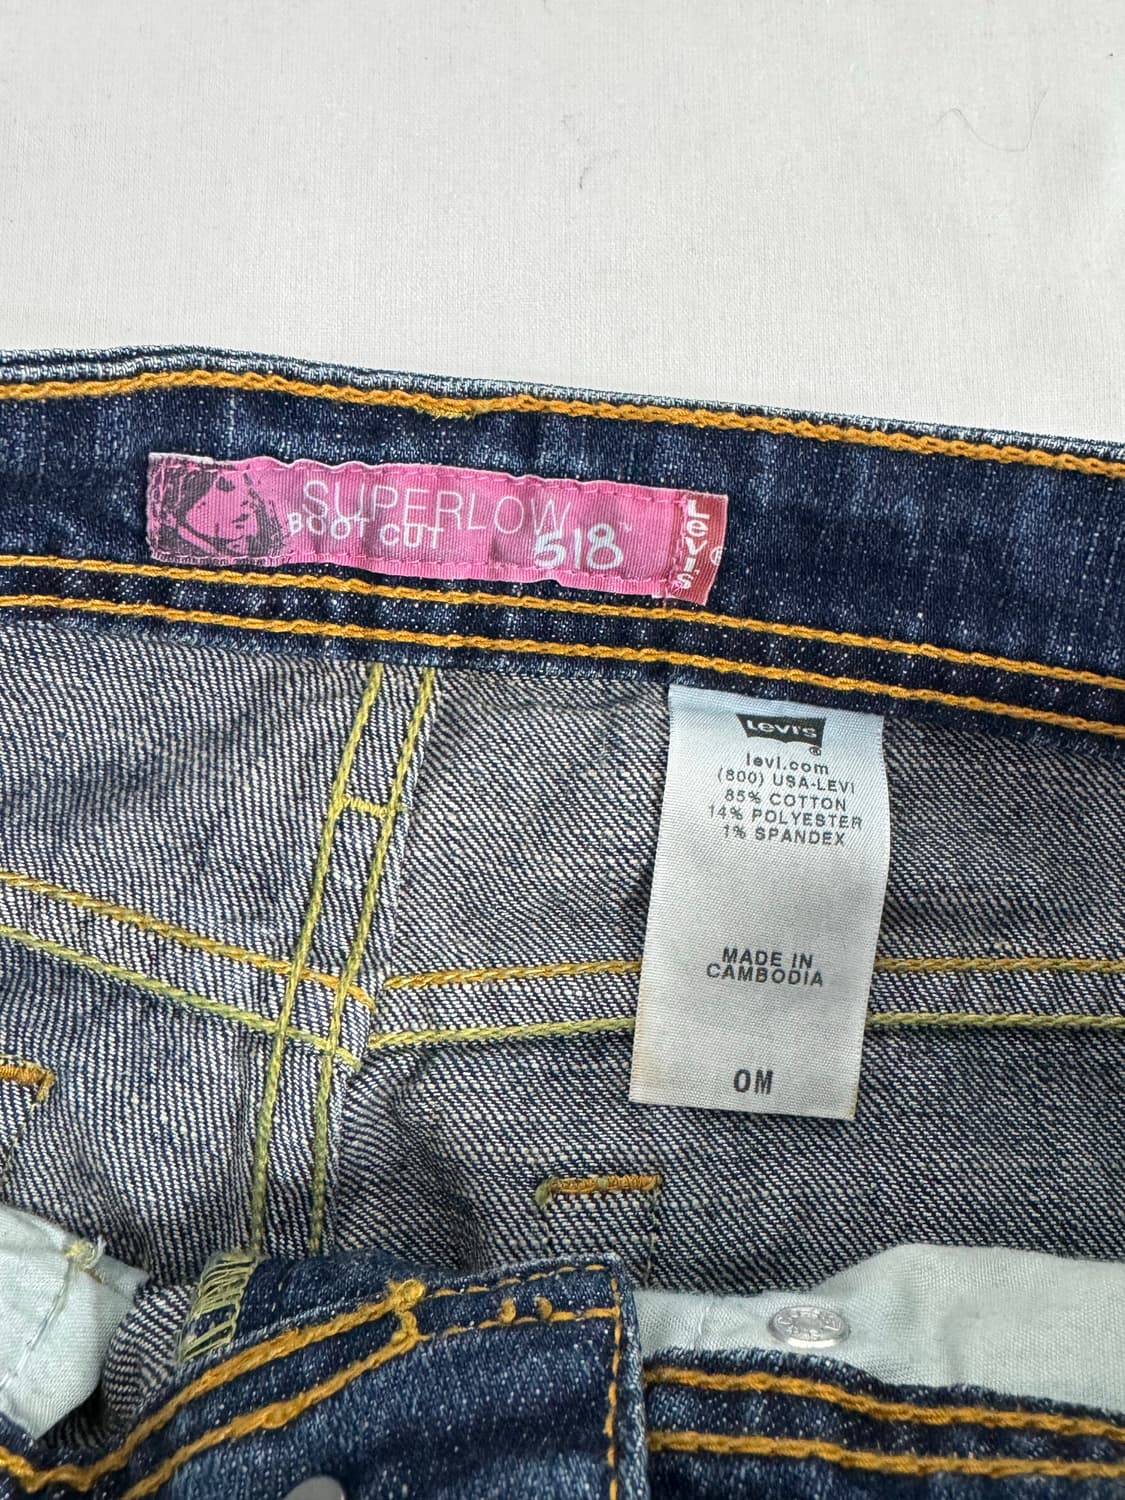 SUPERLOW
BOOT CUT
518™
Levi's
Levi's®
levi.com
(800) USA-LEVI
85% COTTON
14% POLYESTER
1% SPANDEX
MADE IN
CAMBODIA
0M